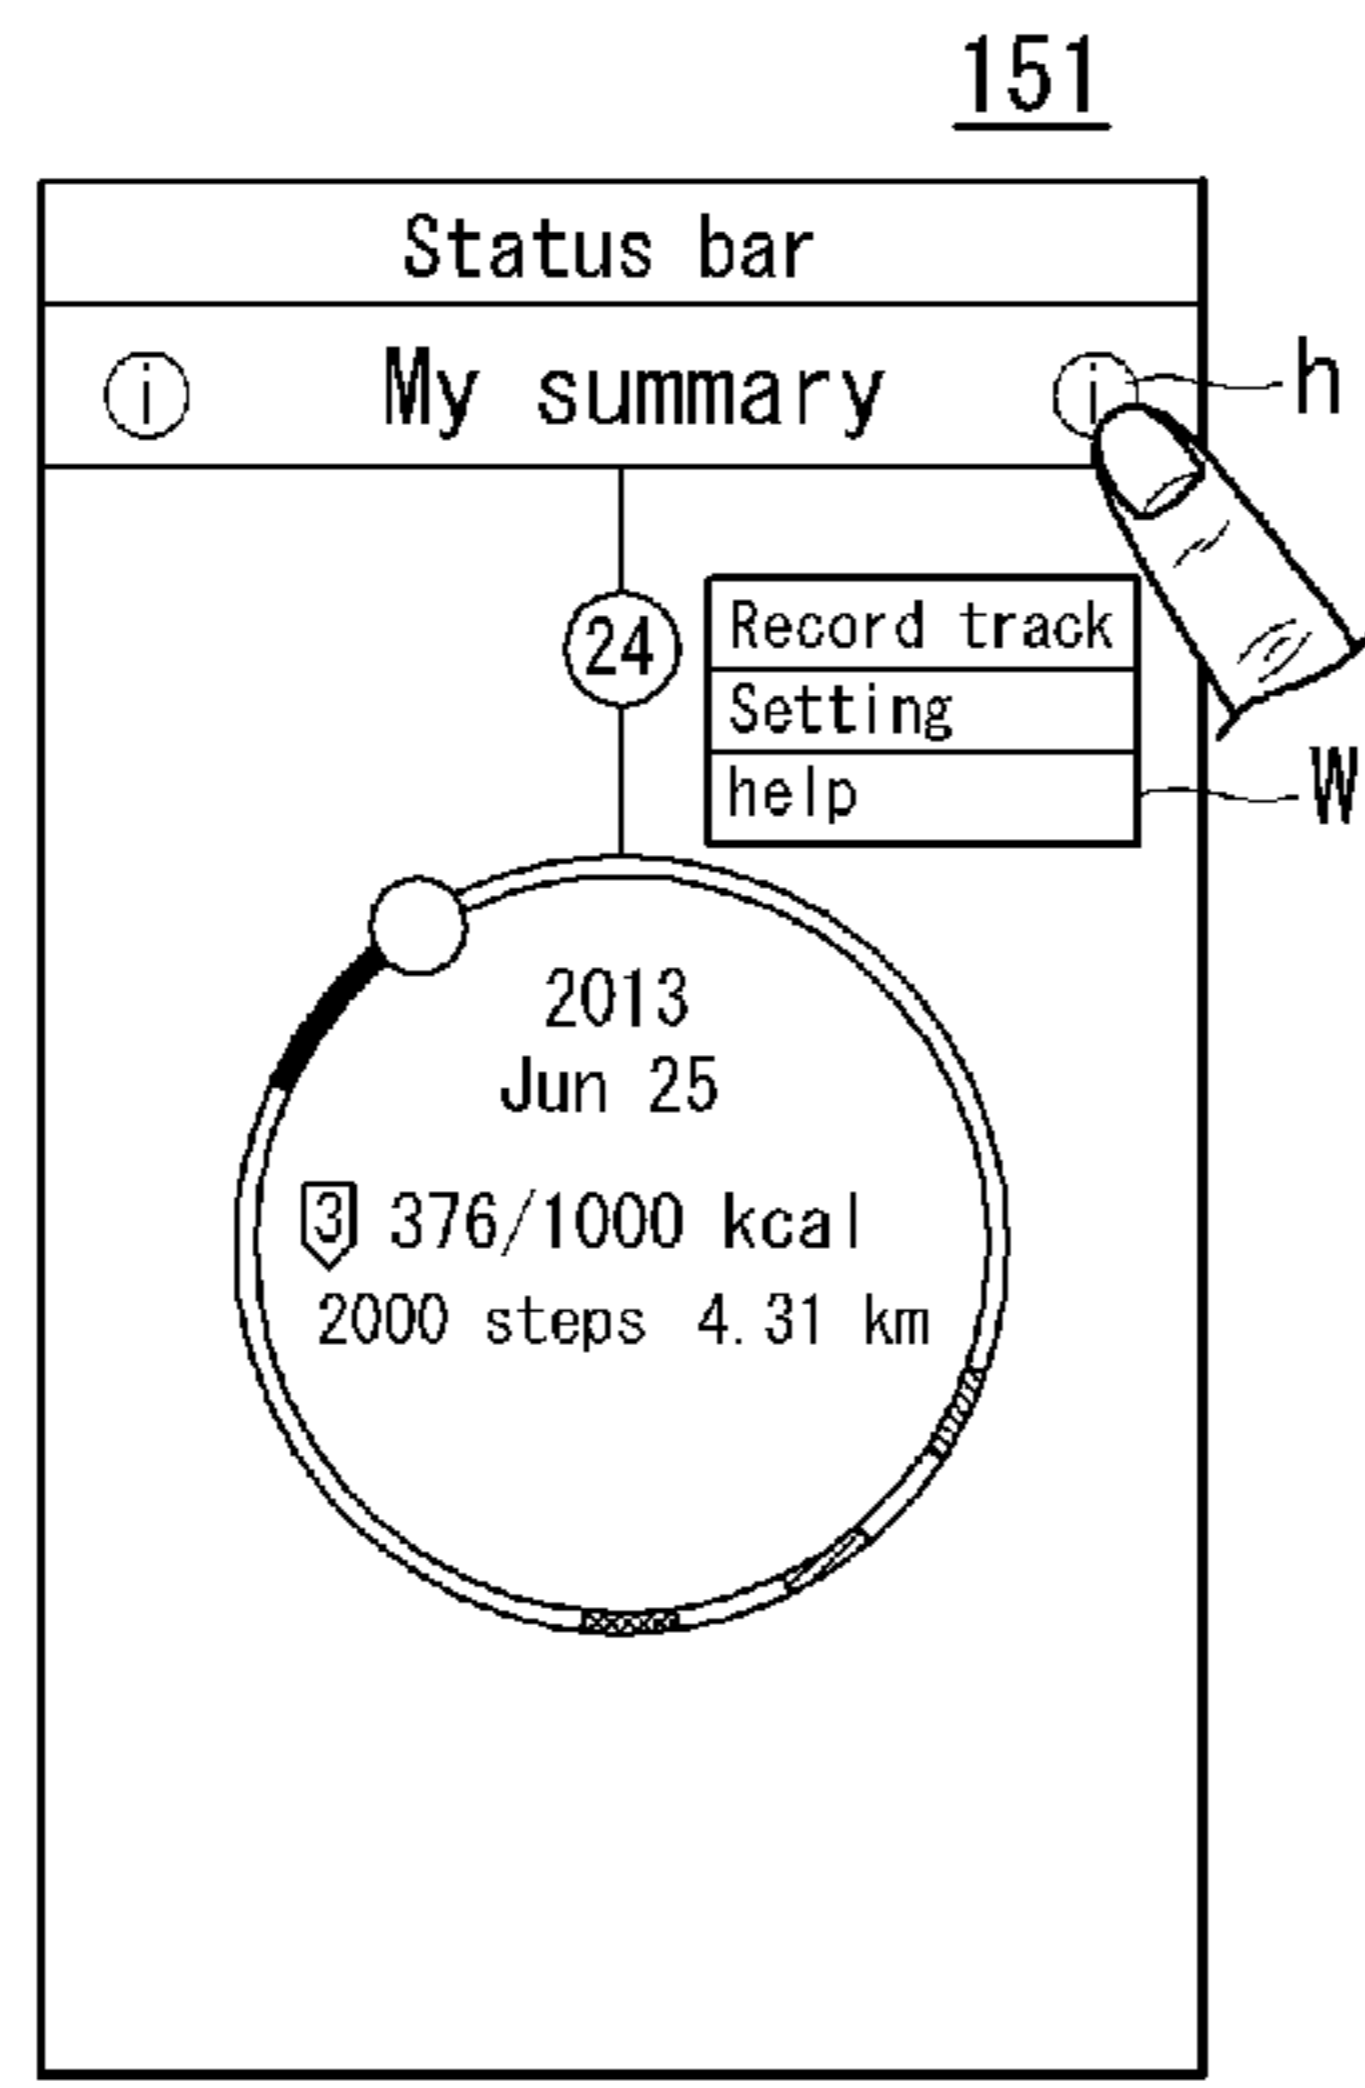 151
Status bar
i My summary i h
24
Record track
Setting
help W
2013
Jun 25
3 376/1000 kcal
2000 steps 4.31 km